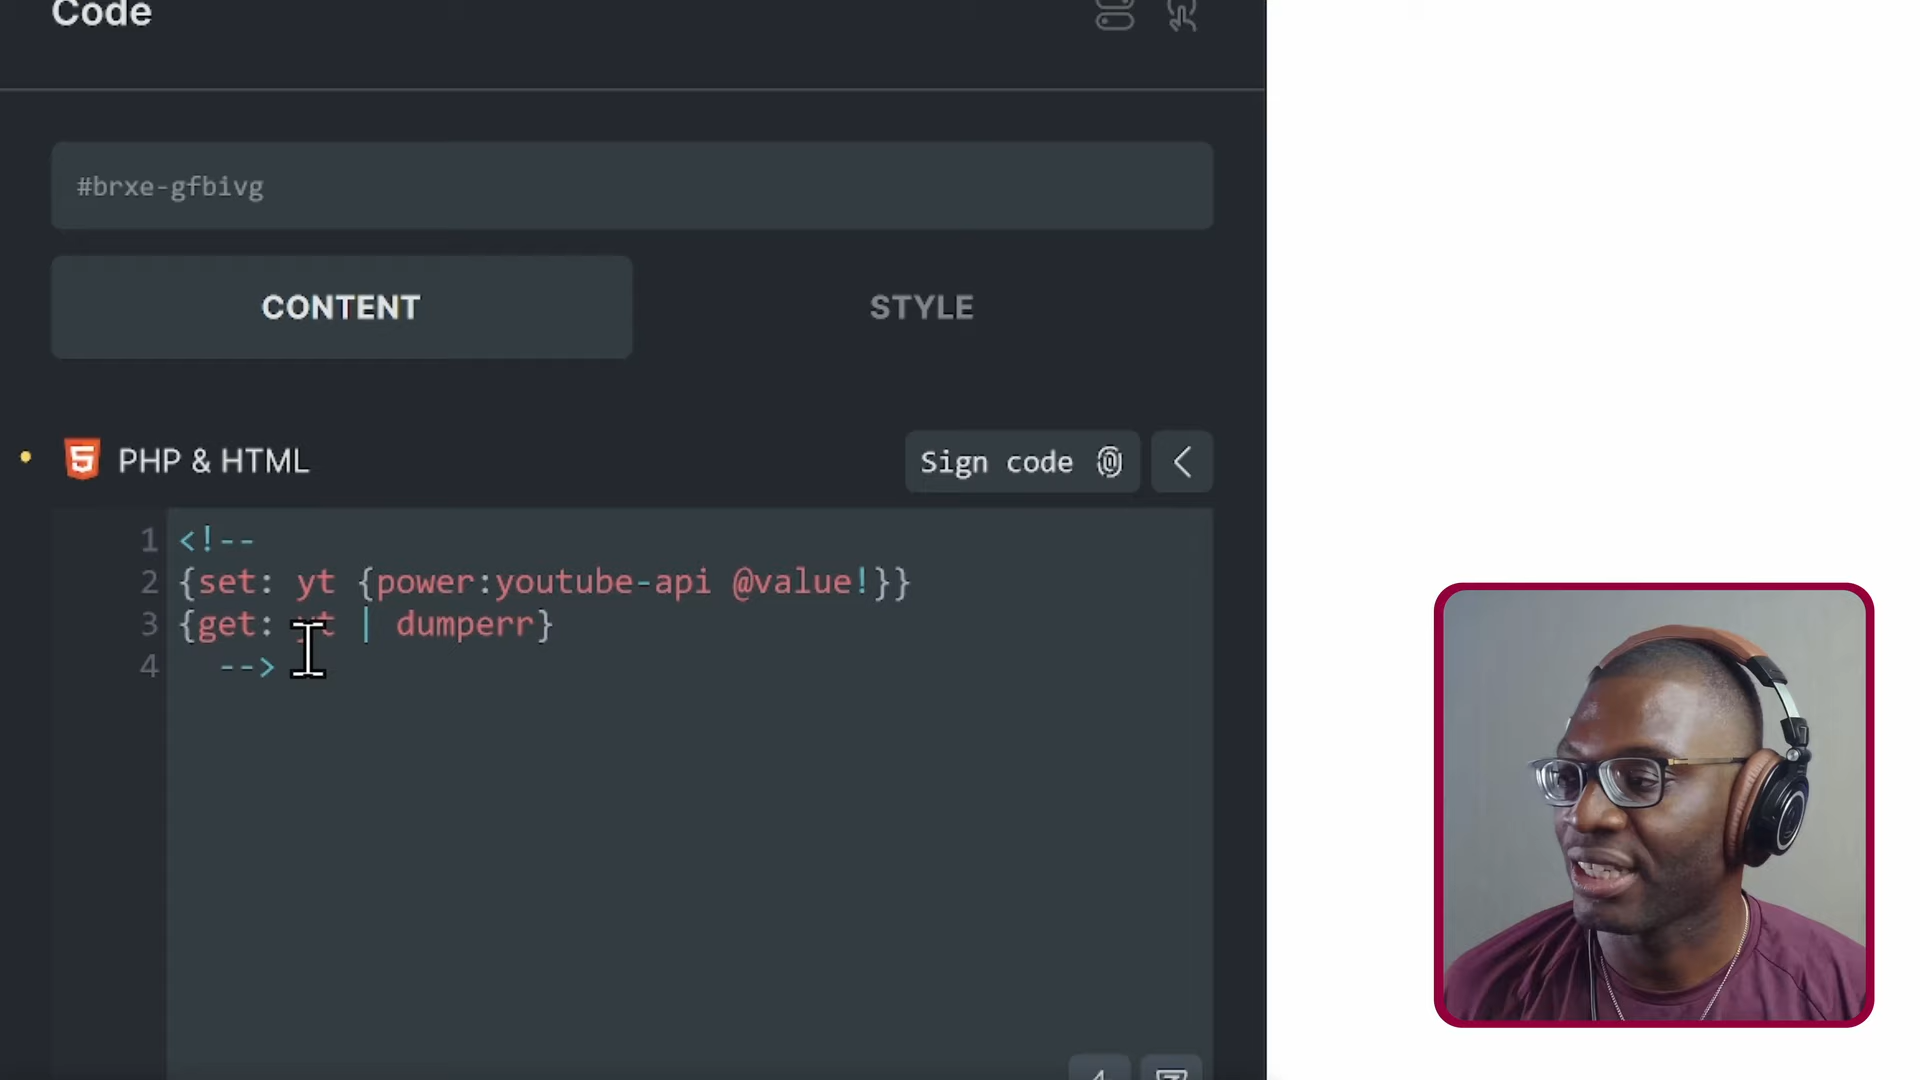 Code
#brxe-gfbivg
CONTENT
STYLE
PHP & HTML
Sign code
1 <!--
2 {set: yt {power:youtube-api @value!}}
3 {get: yt | dumperr}
4 -->